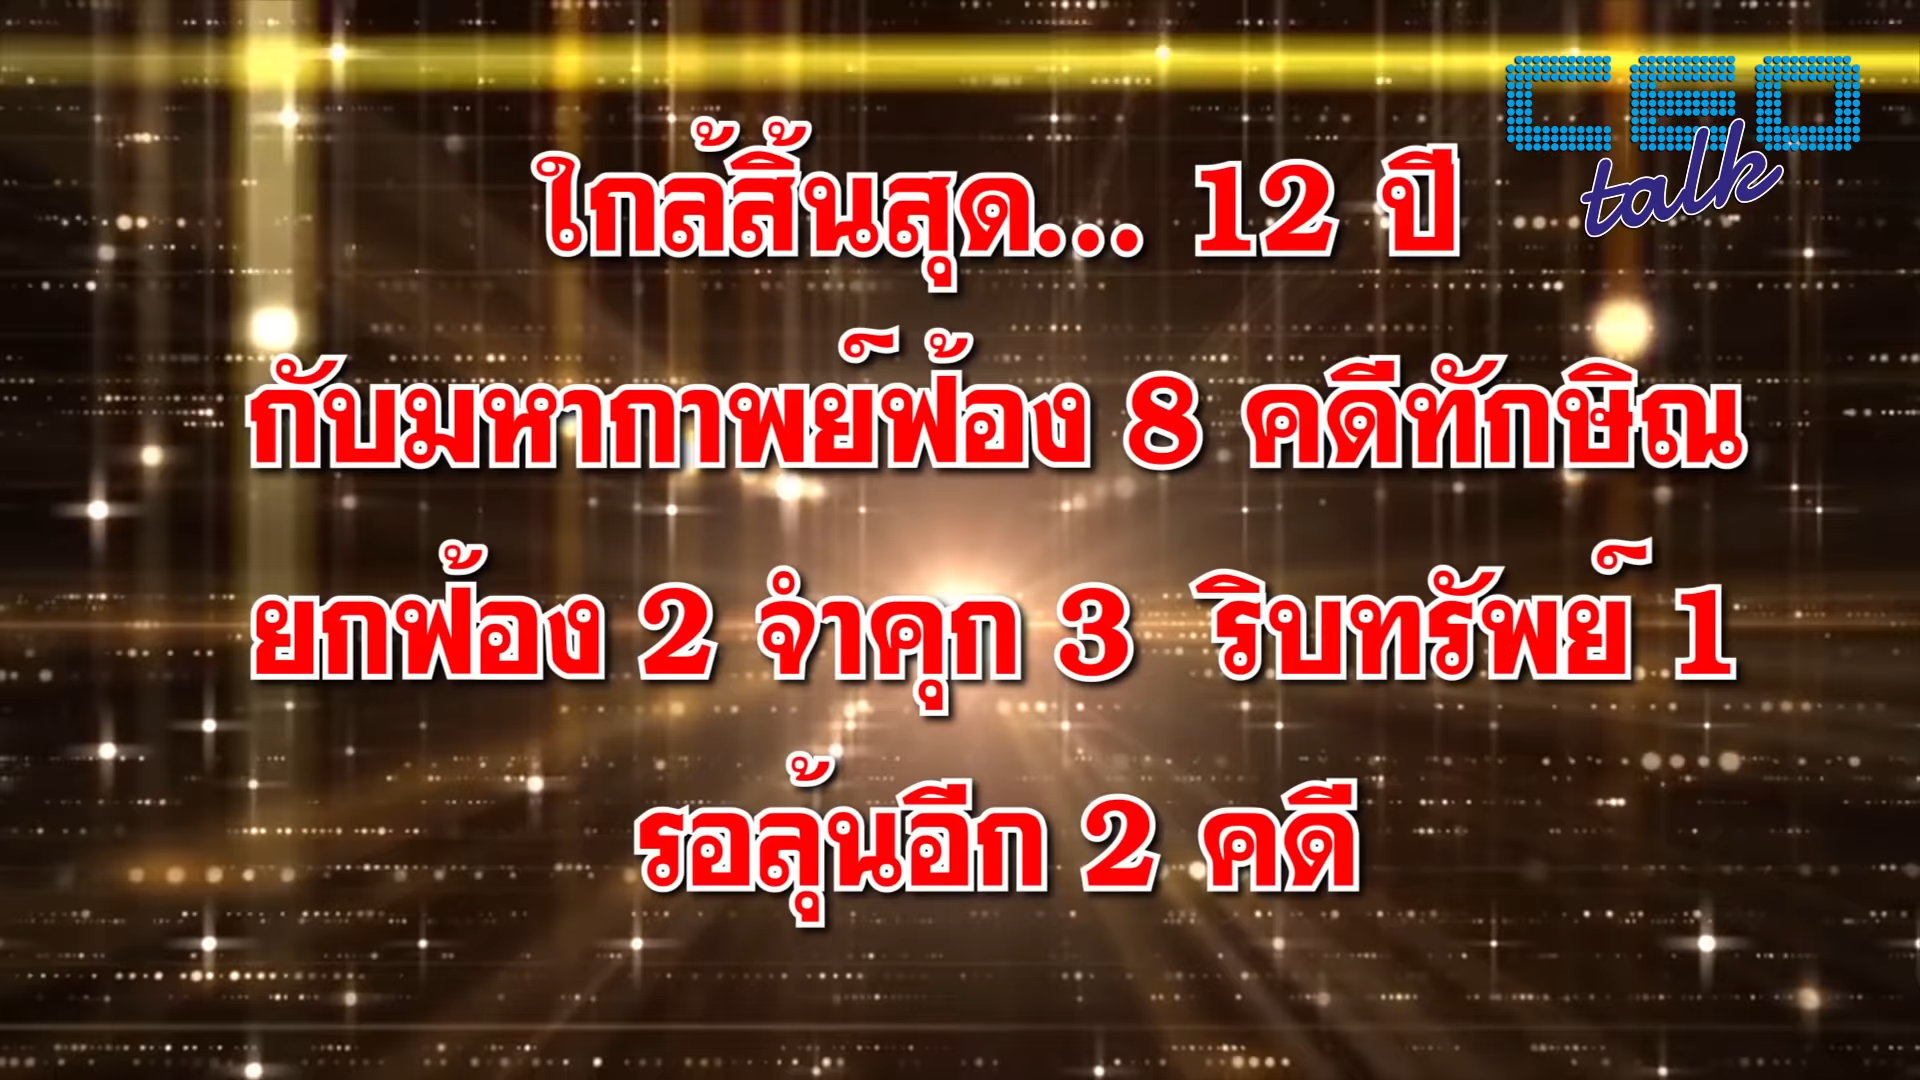 CEO
talk
ใกล้สิ้นสุด... 12 ปี
กับมหากาพย์ฟ้อง 8 คดีทักษิณ
ยกฟ้อง 2 จำคุก 3 ริบทรัพย์ 1
รอลุ้นอีก 2 คดี